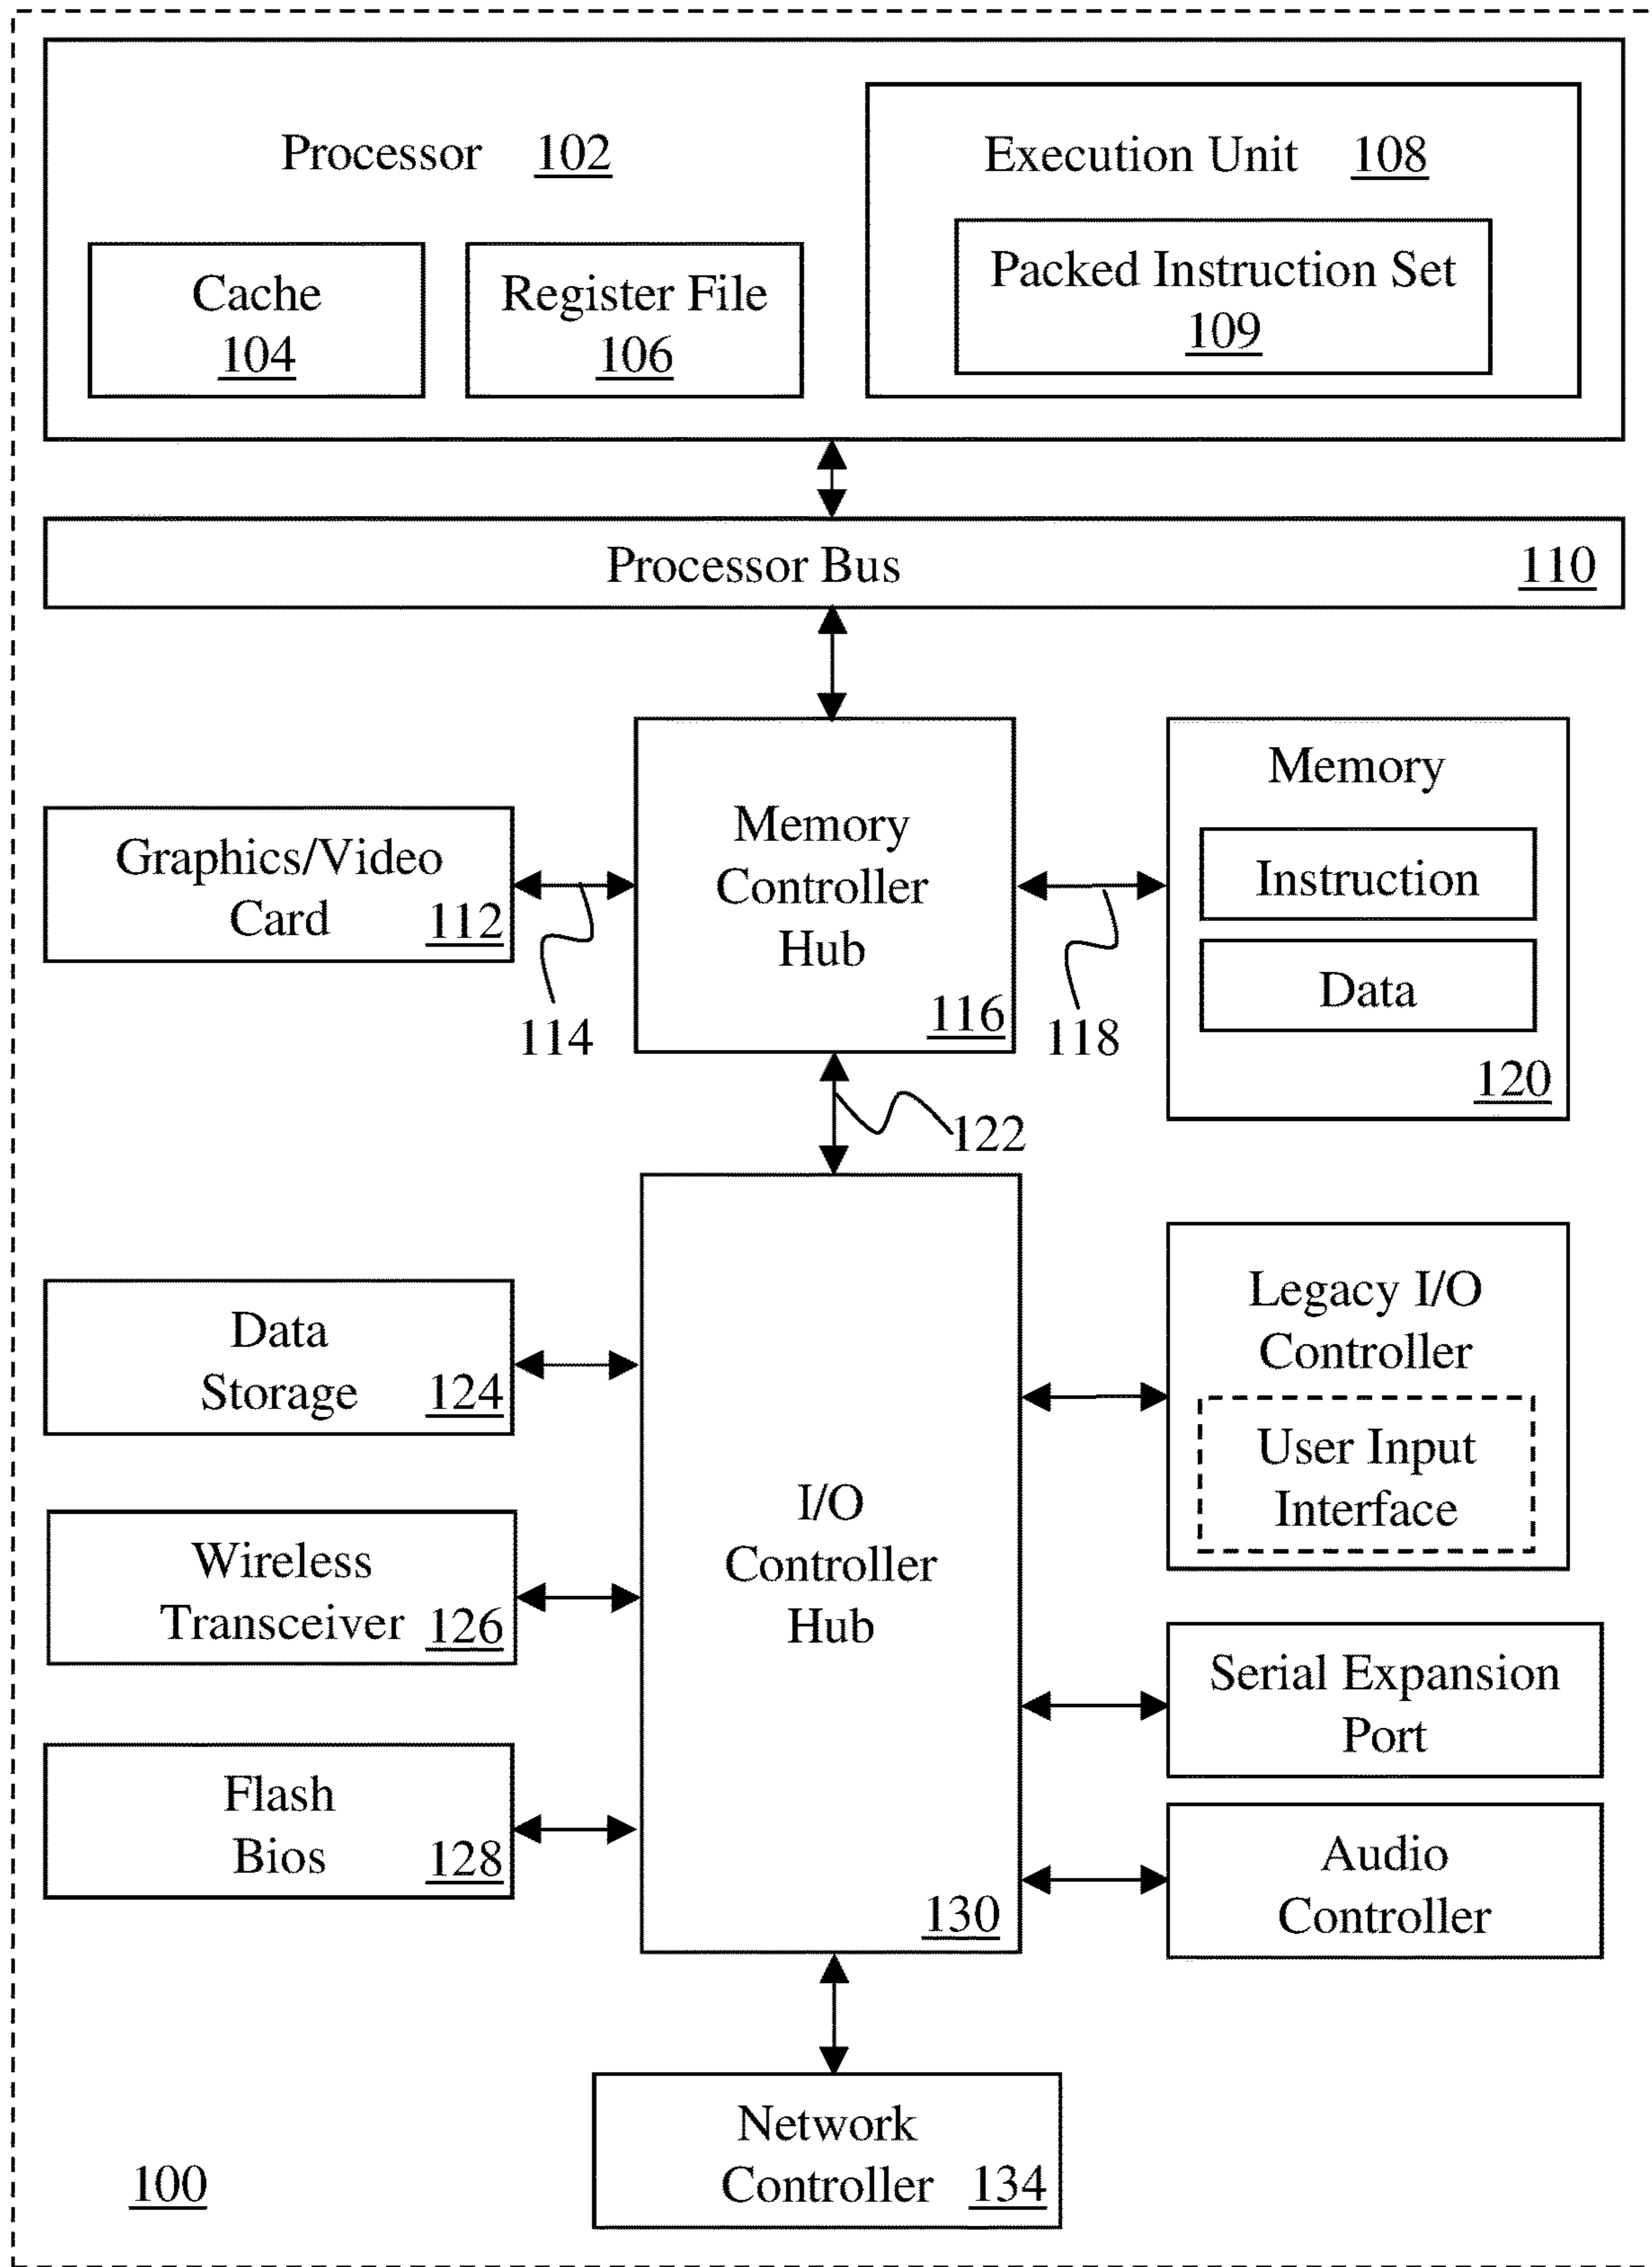 Processor 102
Execution Unit 108
Cache
104
Register File
106
Packed Instruction Set
109
Processor Bus 110
Graphics/Video
Card 112
114
Memory
Controller
Hub
116
118
Memory
Instruction
Data
120
122
Data
Storage 124
Wireless
Transceiver 126
Flash
Bios 128
I/O
Controller
Hub
130
Legacy I/O
Controller
User Input
Interface
Serial Expansion
Port
Audio
Controller
Network
Controller 134
100